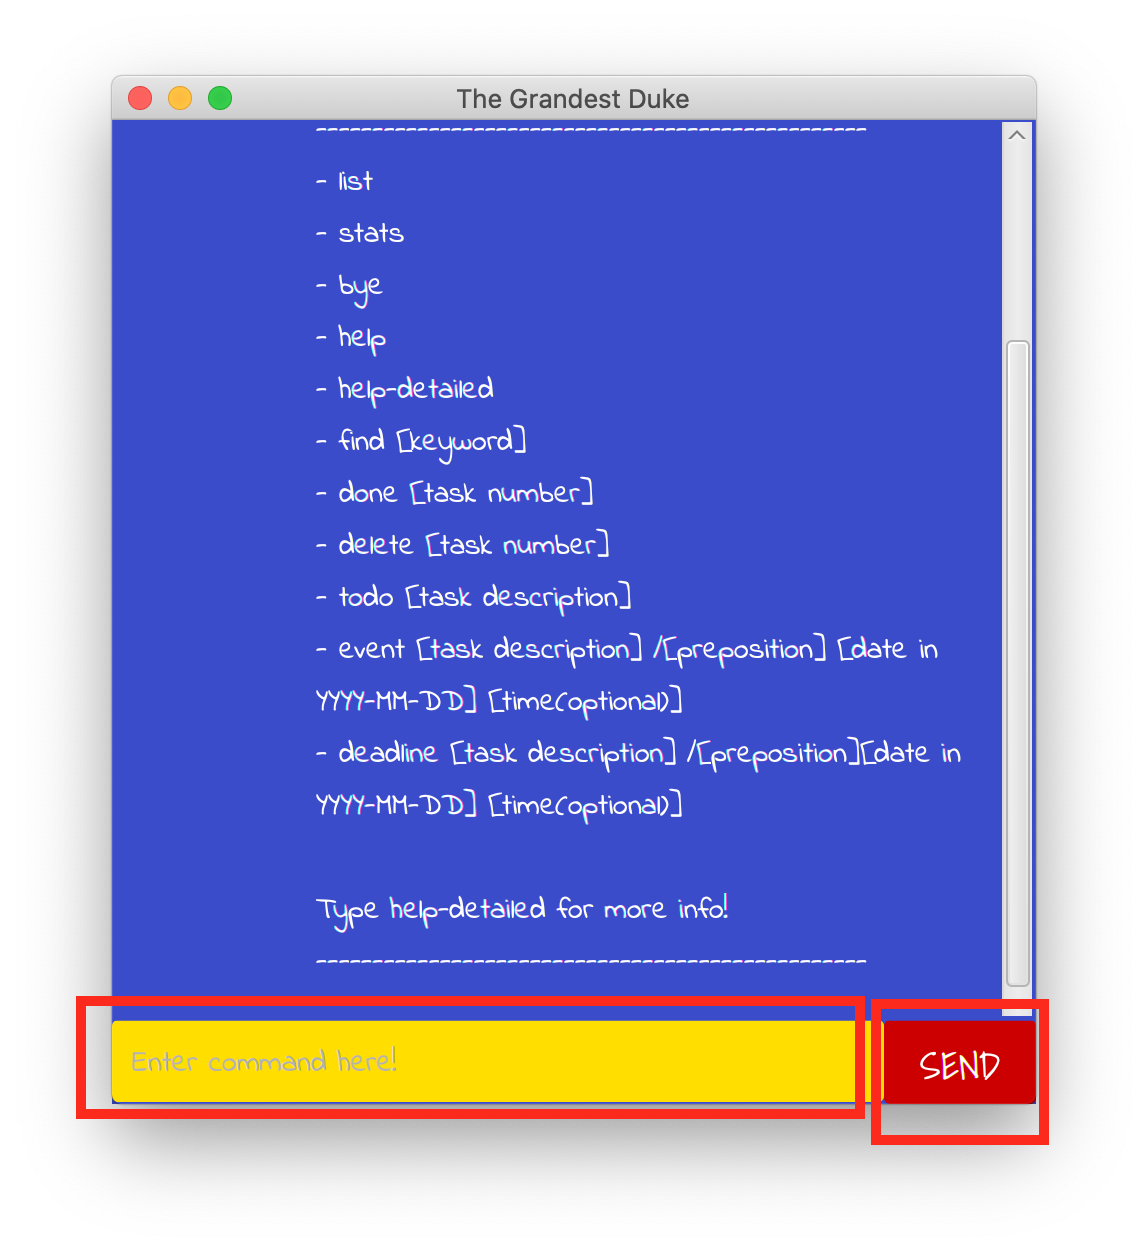 The Grandest Duke
-------------------------------------------------
- list
- stats
- bye
- help
- help-detailed
- find [keyword]
- done [task number]
- delete [task number]
- todo [task description]
- event [task description] /[preposition] [date in
YYYY-MM-DD] [time(optional)]
- deadline [task description] /[preposition][date in
YYYY-MM-DD] [time(optional)]
Type help-detailed for more info!
-------------------------------------------------
Enter command here!
SEND